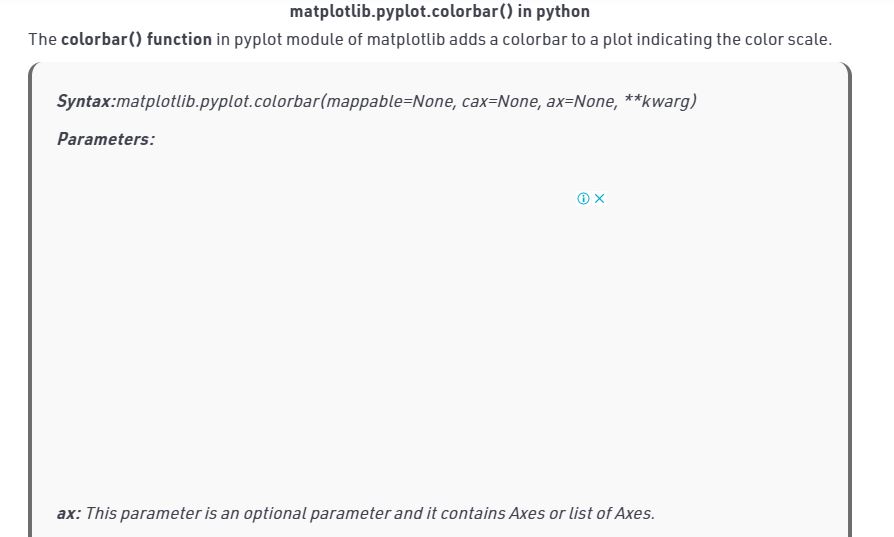 matplotlib.pyplot.colorbar() in python
The colorbar() function in pyplot module of matplotlib adds a colorbar to a plot indicating the color scale.
Syntax:matplotlib.pyplot.colorbar(mappable=None, cax=None, ax=None, **kwarg)
Parameters:
ax: This parameter is an optional parameter and it contains Axes or list of Axes.